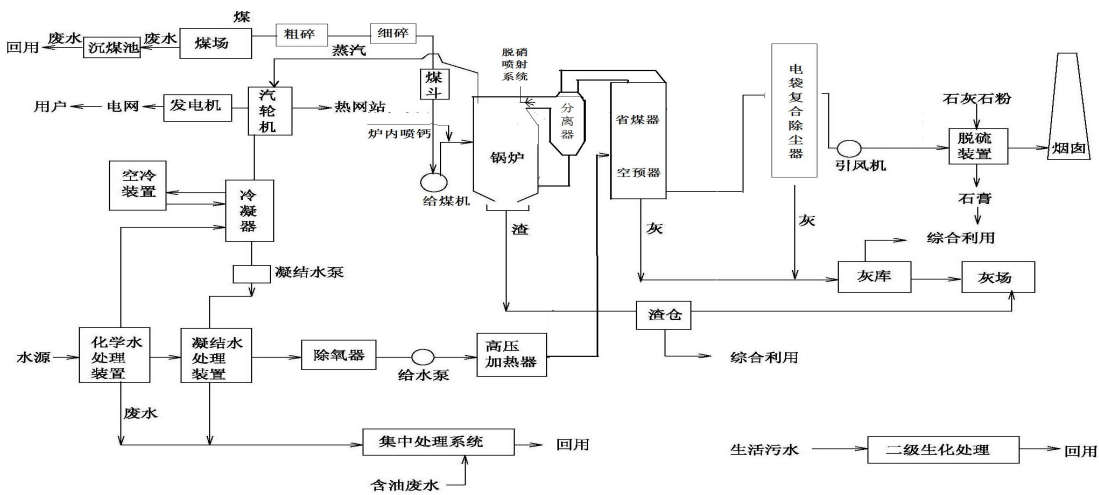 煤
回用
废水
沉煤池
废水
煤场
粗碎
细碎
蒸汽
脱硝
喷射
系统
煤斗
电袋复合除尘器
用户
电网
发电机
汽轮机
热网站
炉内喷钙
分离器
省煤器
空预器
石灰石粉
脱硫
装置
烟囱
引风机
锅炉
给煤机
空冷
装置
冷凝器
石膏
渣
灰
灰
综合利用
凝结水泵
灰库
灰场
渣仓
水源
化学水
处理
装置
凝结水
处理
装置
除氧器
给水泵
高压
加热器
综合利用
废水
集中处理系统
回用
含油废水
生活污水
二级生化处理
回用